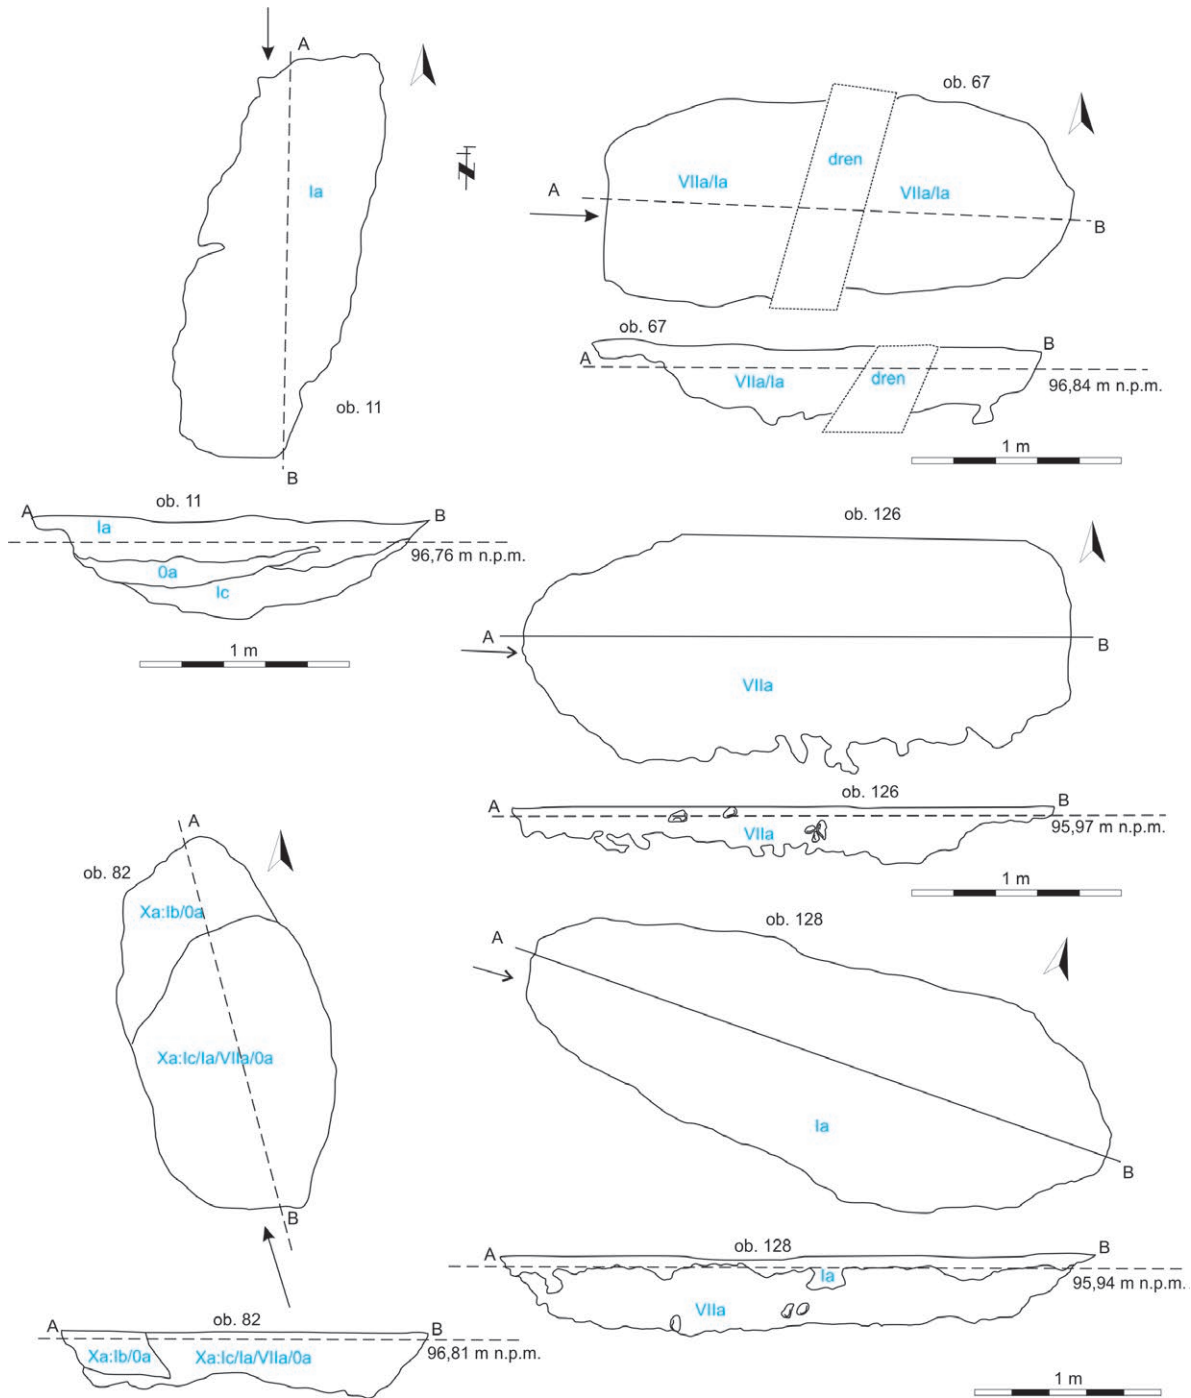 A
Ia
ob. 11
B
ob. 11
A
B
Ia
96,76 m n.p.m.
0a
Ic
1 m
ob. 67
dren
VIIa/Ia
VIIa/Ia
A
B
ob. 67
A
B
VIIa/Ia
dren
96,84 m n.p.m.
1 m
ob. 126
A
B
VIIa
ob. 126
A
B
VIIa
95,97 m n.p.m.
1 m
A
ob. 82
Xa:Ib/0a
Xa:Ic/Ia/VIIa/0a
B
ob. 82
A
B
Xa:Ib/0a
Xa:Ic/Ia/VIIa/0a
96,81 m n.p.m.
ob. 128
A
Ia
B
ob. 128
A
B
Ia
95,94 m n.p.m.
VIIa
1 m